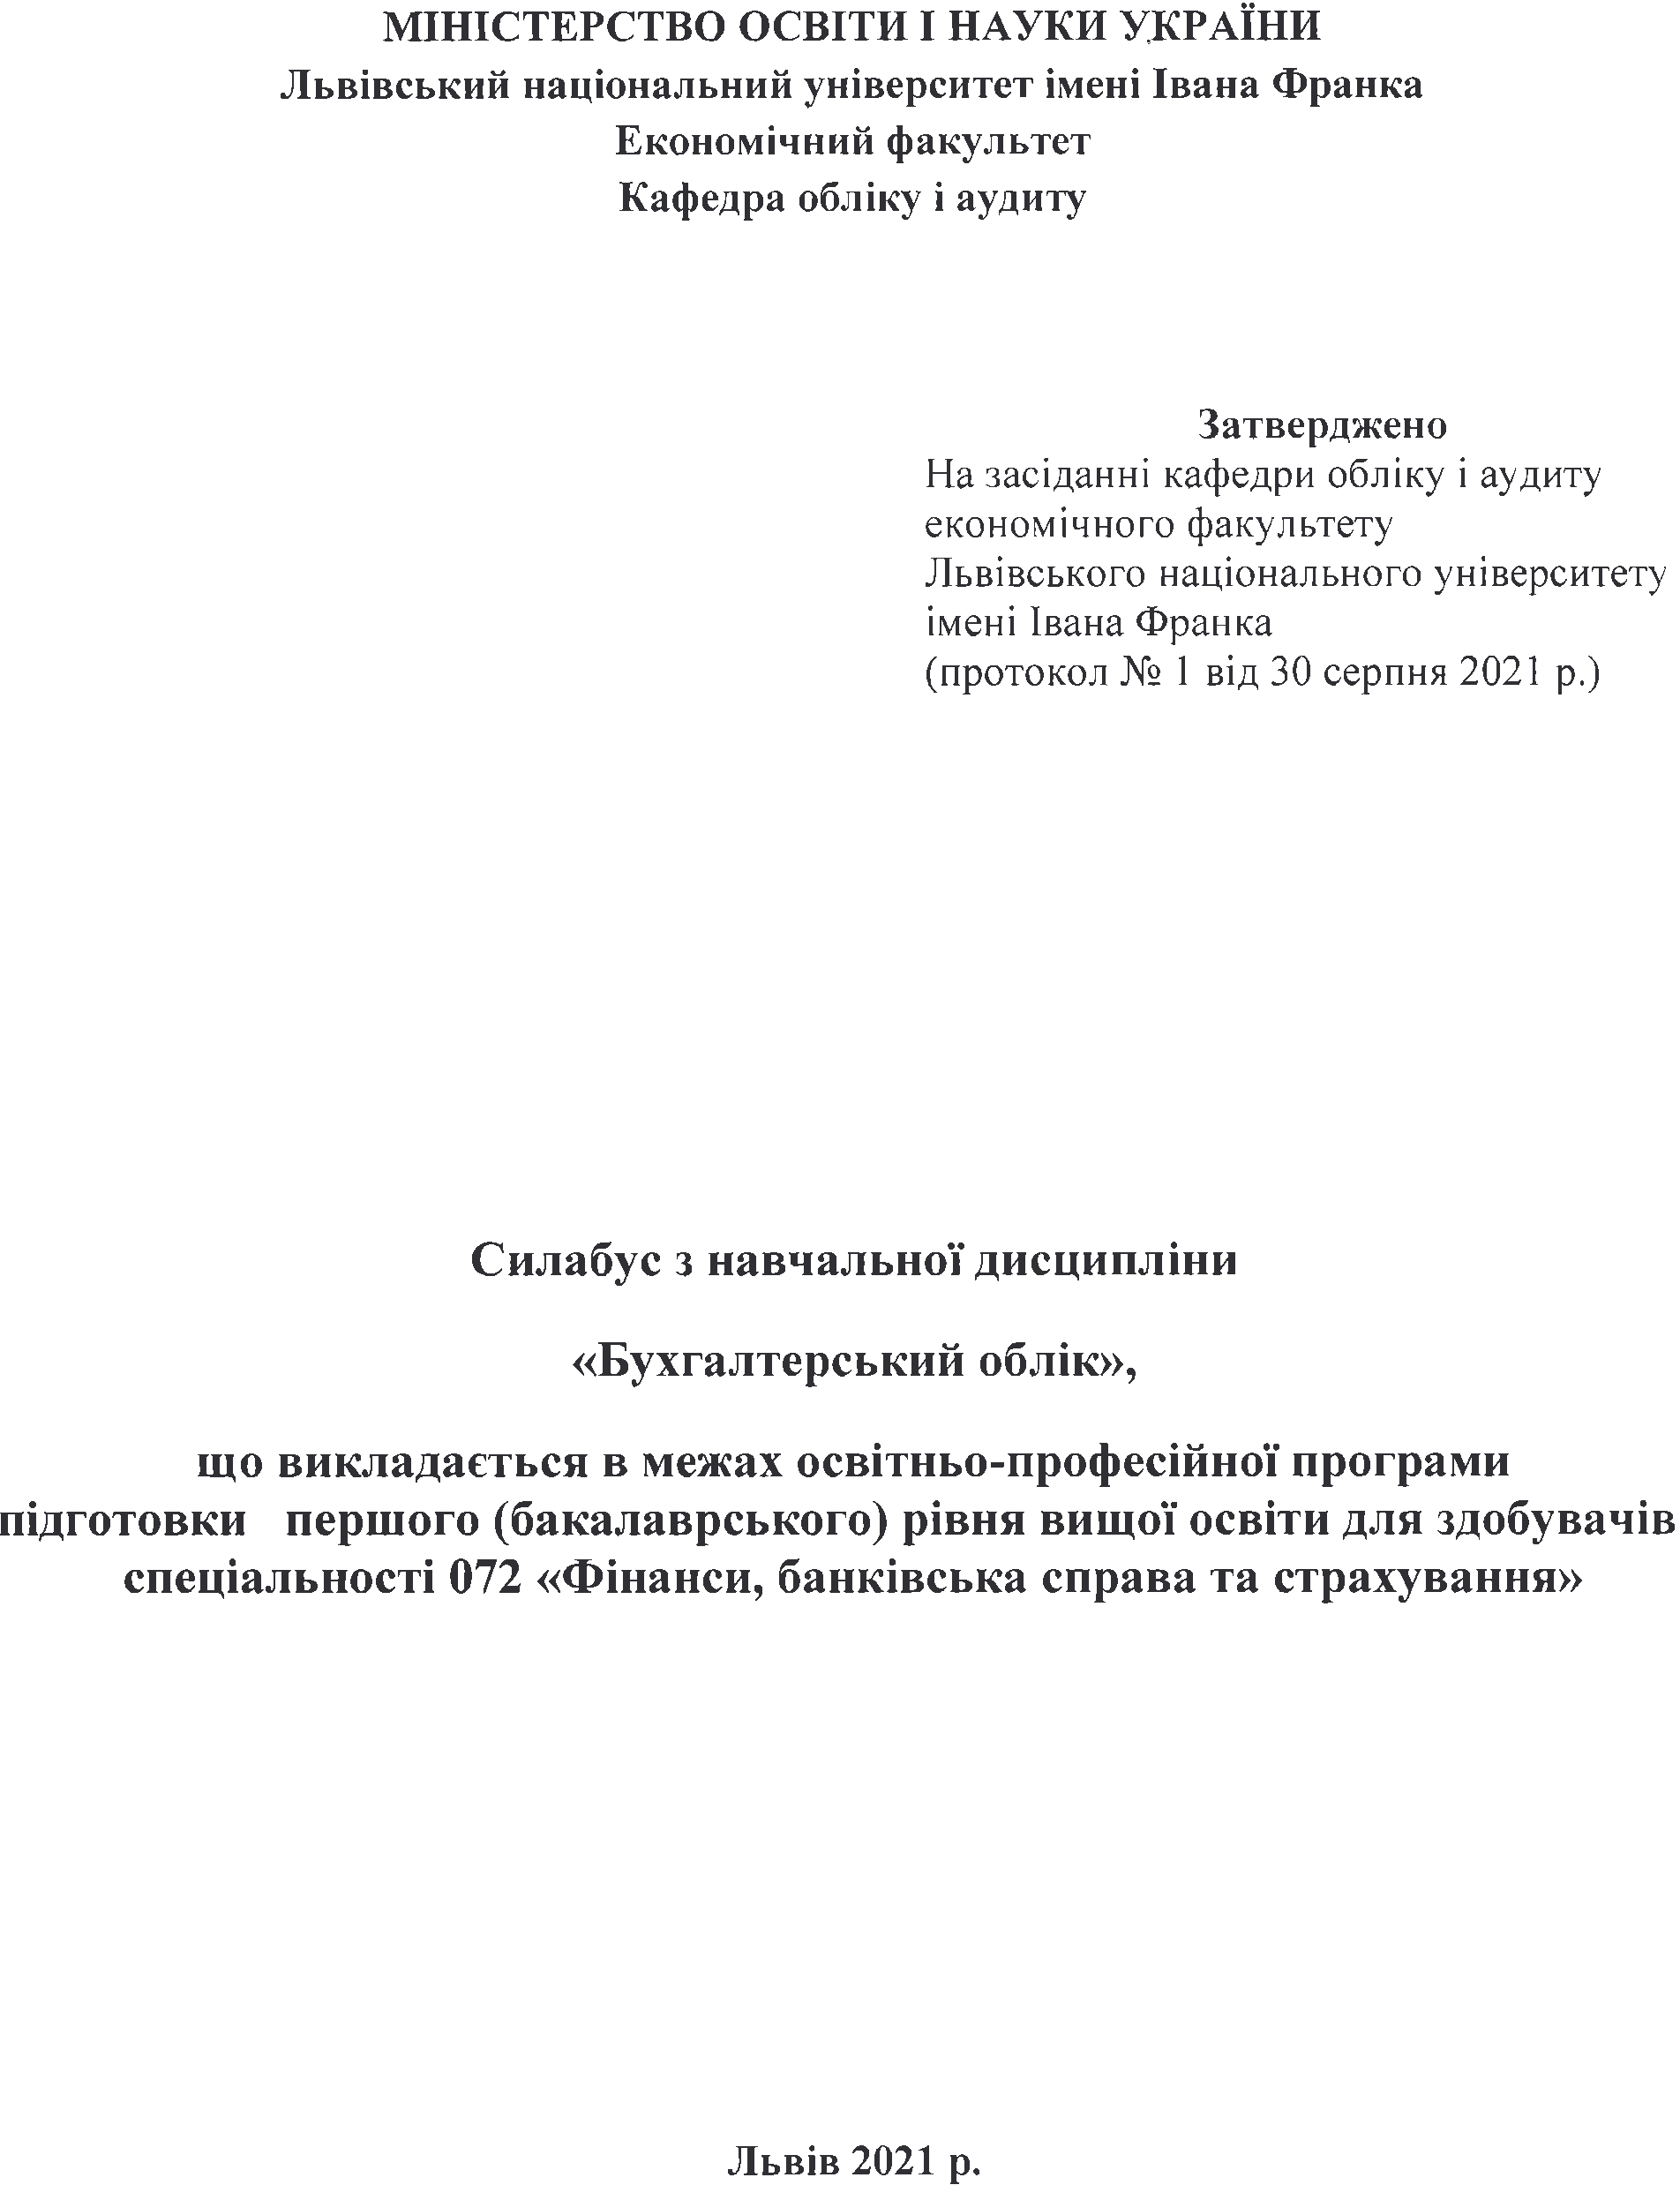 МІНІСТЕРСТВО ОСВІТИ І НАУКИ УКРАЇНИ
Львівський національний університет імені Івана Франка
Економічний факультет
Кафедра обліку і аудиту
Затверджено
На засіданні кафедри обліку і аудиту
економічного факультету
Львівського національного університету
імені Івана Франка
(протокол № 1 від 30 серпня 2021 р.)
Силабус з навчальної дисципліни
«Бухгалтерський облік»,
що викладається в межах освітньо-професійної програми
підготовки першого (бакалаврського) рівня вищої освіти для здобувачів
спеціальності 072 «Фінанси, банківська справа та страхування»
Львів 2021 р.